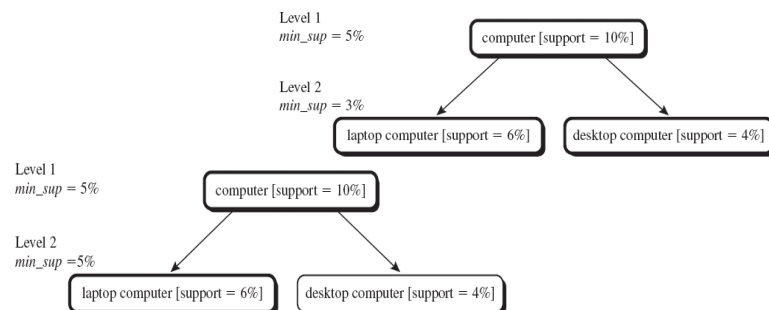 Level 1
min_sup = 5%
computer [support = 10%]
Level 2
min_sup = 3%
laptop computer [support = 6%]
desktop computer [support = 4%]
Level 1
min_sup = 5%
computer [support = 10%]
Level 2
min_sup =5%
laptop computer [support = 6%]
desktop computer [support = 4%]